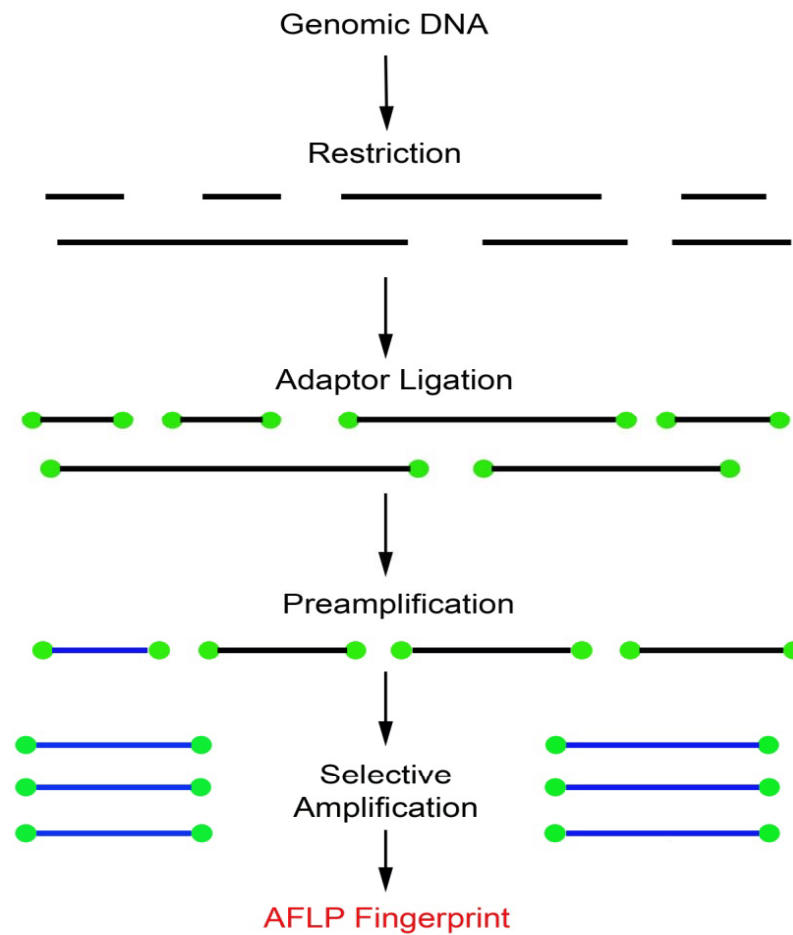 Genomic DNA
Restriction
Adaptor Ligation
Preamplification
Selective
Amplification
AFLP Fingerprint